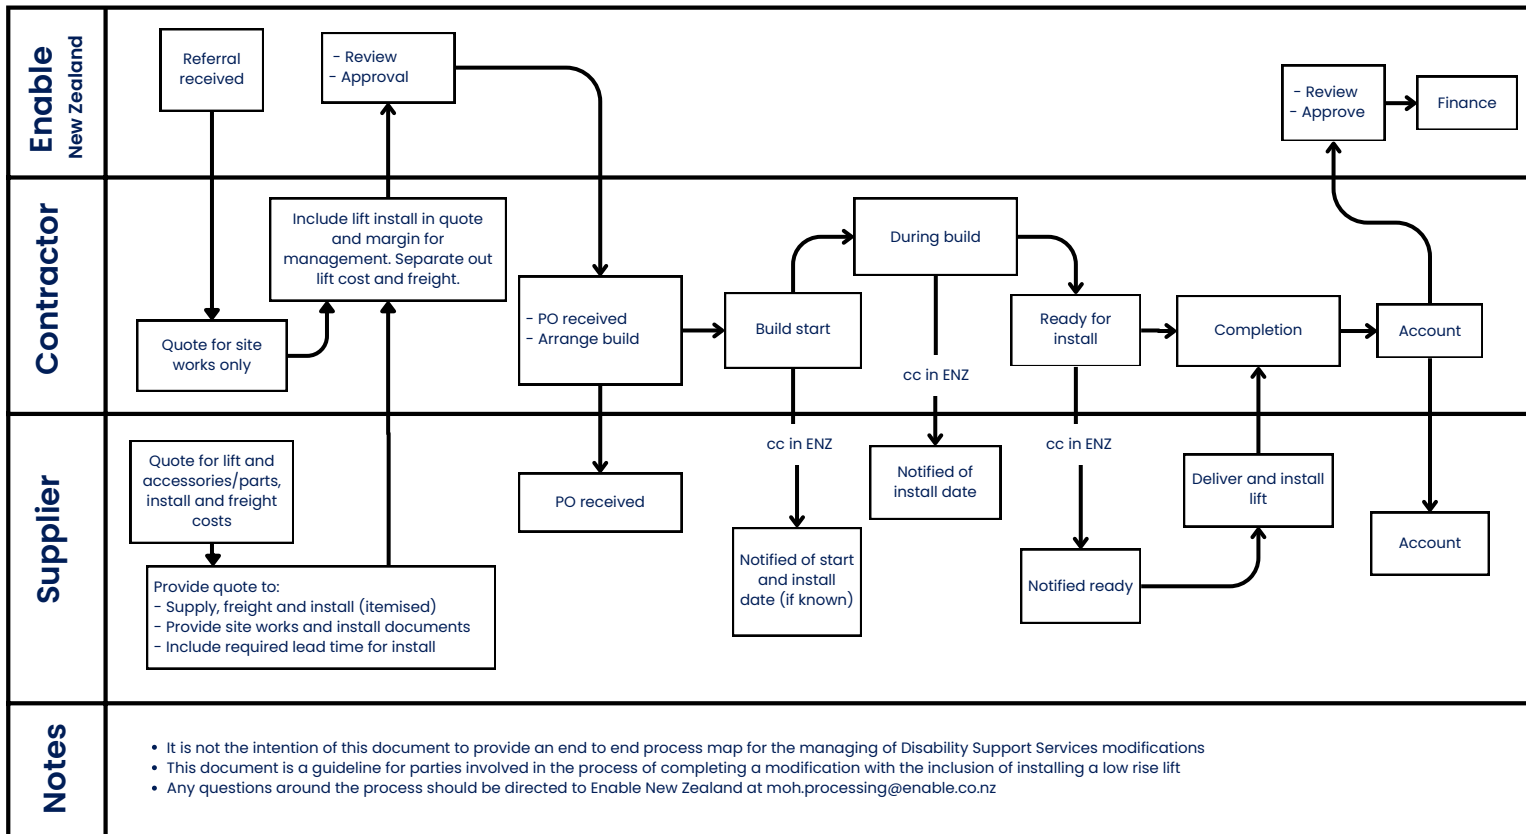 Enable
New Zealand
Referral
received
- Review
- Approval
- Review
- Approve
Finance
Contractor
Include lift install in quote
and margin for
management. Separate out
lift cost and freight.
Quote for site
works only
- PO received
- Arrange build
Build start
During build
cc in ENZ
Ready for
install
Completion
Account
Supplier
Quote for lift and
accessories/parts,
install and freight
costs
Provide quote to:
- Supply, freight and install (itemised)
- Provide site works and install documents
- Include required lead time for install
PO received
cc in ENZ
Notified of start
and install
date (if known)
Notified of
install date
cc in ENZ
Notified ready
Deliver and install
lift
Account
Notes
• It is not the intention of this document to provide an end to end process map for the managing of Disability Support Services modifications
• This document is a guideline for parties involved in the process of completing a modification with the inclusion of installing a low rise lift
• Any questions around the process should be directed to Enable New Zealand at moh.processing@enable.co.nz